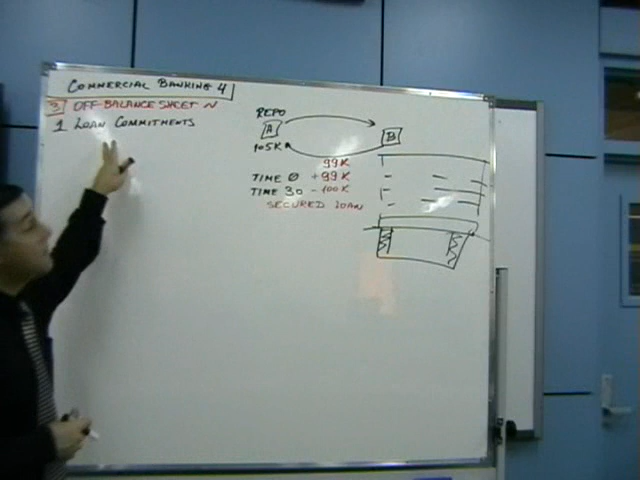 COMMERCIAL BANKING 4
OFF-BALANCE SHEET
1 LOAN COMMITMENTS
REPO
A
B
105K
99K
TIME 0 +99K
TIME 30 -100K
SECURED LOAN